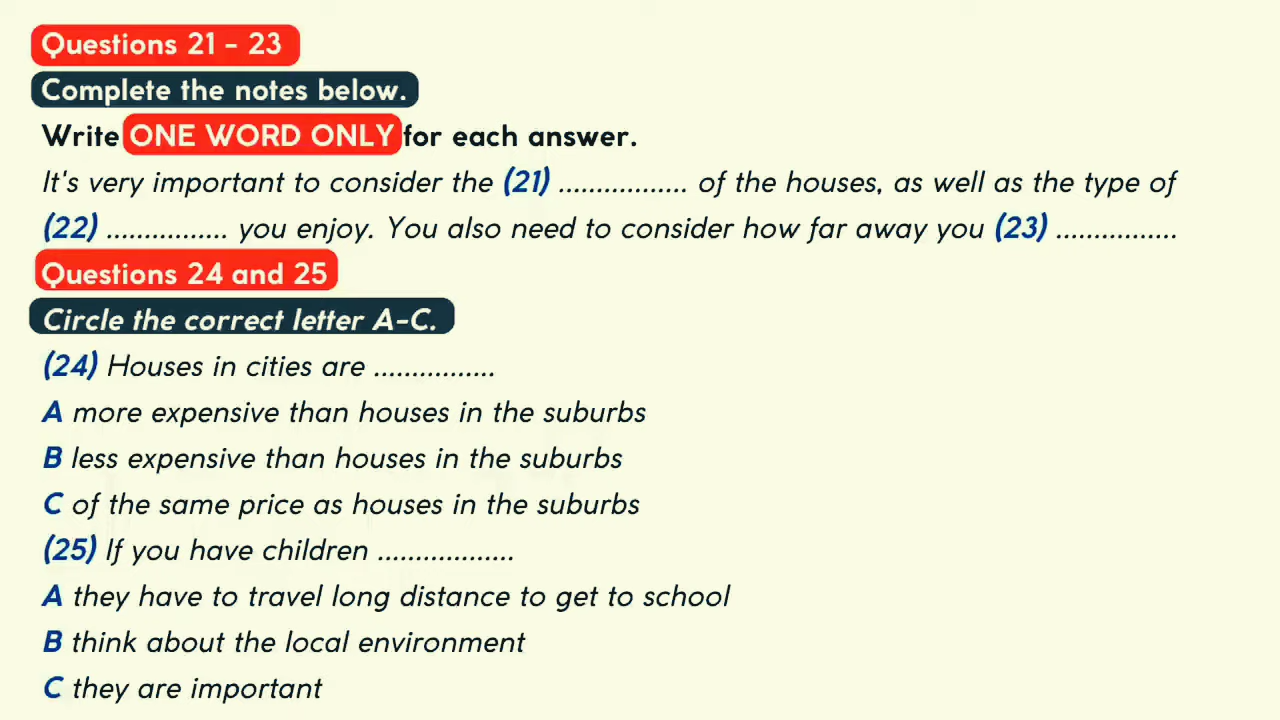 Questions 21 - 23
Complete the notes below.
Write ONE WORD ONLY for each answer.
It's very important to consider the (21) ................. of the houses, as well as the type of
(22) ................ you enjoy. You also need to consider how far away you (23) ................
Questions 24 and 25
Circle the correct letter A-C.
(24) Houses in cities are ................
A more expensive than houses in the suburbs
B less expensive than houses in the suburbs
C of the same price as houses in the suburbs
(25) If you have children ..................
A they have to travel long distance to get to school
B think about the local environment
C they are important